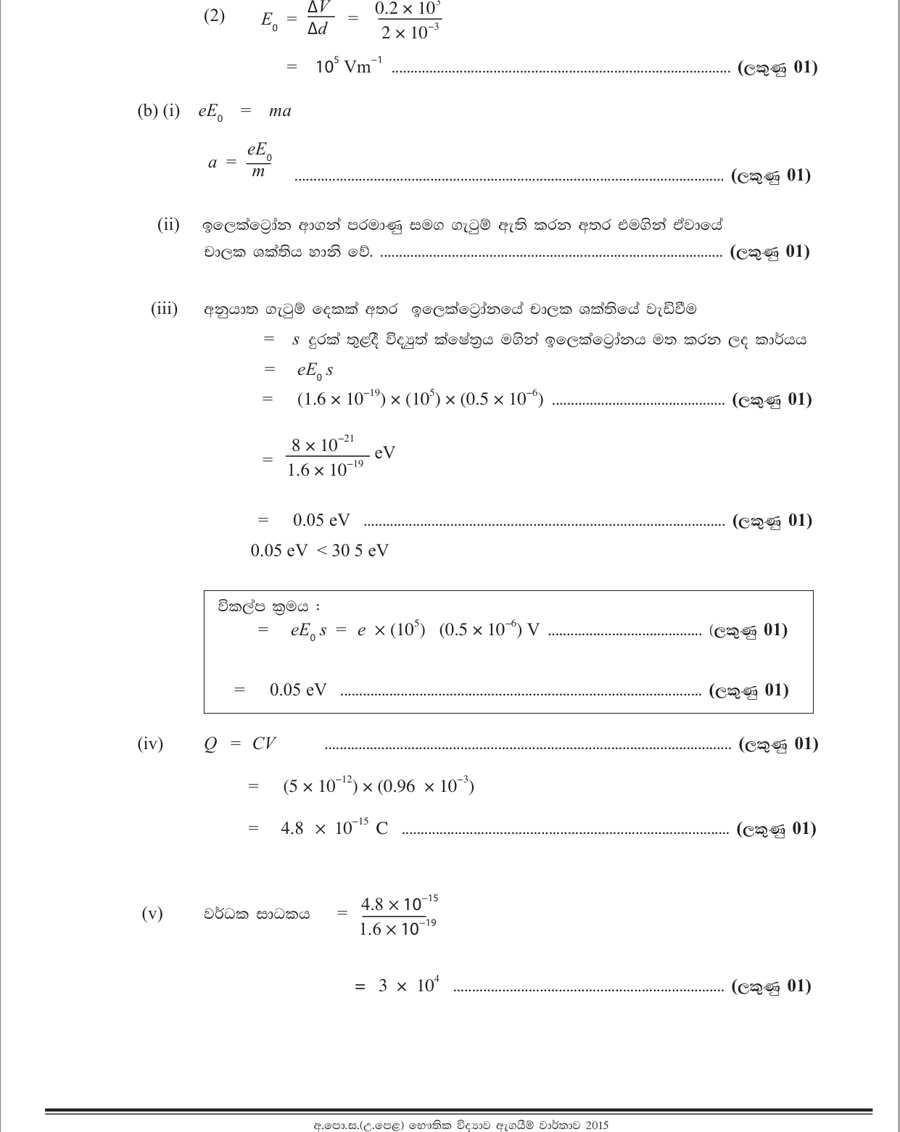 (2) E₀ = ΔV/Δd = 0.2 × 10³ / 2 × 10⁻³
= 10⁵ Vm⁻¹ .......... (ලකුණු 01)
(b) (i) eE₀ = ma
a = eE₀/m .......... (ලකුණු 01)
(ii) ඉලෙක්ට්‍රෝන ආගන් පරමාණු සමග ගැටුම් ඇති කරන අතර එමගින් ඒවායේ
චාලක ශක්තිය හානි වේ. .......... (ලකුණු 01)
(iii) අනුයාත ගැටුම් දෙකක් අතර ඉලෙක්ට්‍රෝනයේ චාලක ශක්තියේ වැඩිවීම
= s දුරක් තුළදී විද්‍යුත් ක්ෂේත්‍රය මගින් ඉලෙක්ට්‍රෝනය මත කරන ලද කාර්යය
= eE₀ s
= (1.6 × 10⁻¹⁹) × (10⁵) × (0.5 × 10⁻⁶) .......... (ලකුණු 01)
= 8 × 10⁻²¹ / 1.6 × 10⁻¹⁹ eV
= 0.05 eV .......... (ලකුණු 01)
0.05 eV < 30 5 eV
විකල්ප ක්‍රමය :
= eE₀ s = e × (10⁵) (0.5 × 10⁻⁶) V .......... (ලකුණු 01)
= 0.05 eV .......... (ලකුණු 01)
(iv) Q = CV .......... (ලකුණු 01)
= (5 × 10⁻¹²) × (0.96 × 10⁻³)
= 4.8 × 10⁻¹⁵ C .......... (ලකුණු 01)
(v) වර්ධක සාධකය = 4.8 × 10⁻¹⁵ / 1.6 × 10⁻¹⁹
= 3 × 10⁴ .......... (ලකුණු 01)
අ.පො.ස.(උ.පෙළ) භෞතික විද්‍යාව ඇගයීම් වාර්තාව 2015